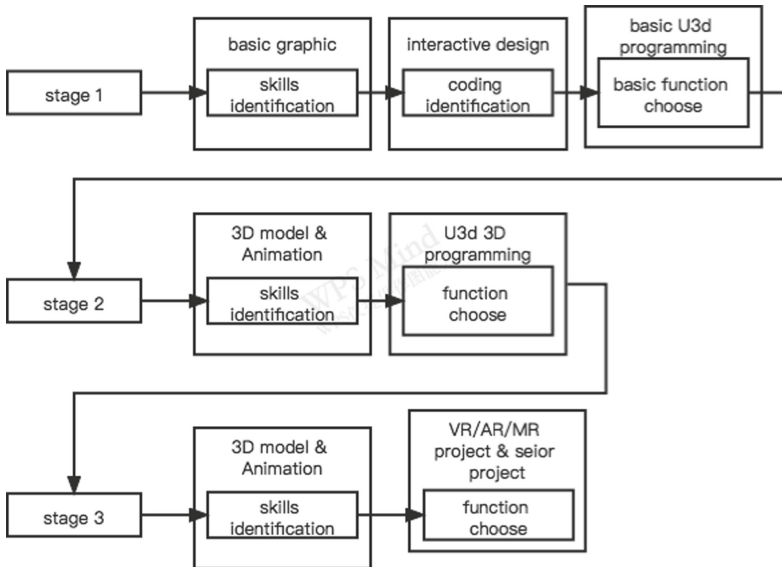 basic graphic
skills
identification
interactive design
coding
identification
basic U3d
programming
basic function
choose
stage 1
3D model &
Animation
skills
identification
U3d 3D
programming
function
choose
stage 2
WPS Mind
3D model &
Animation
skills
identification
VR/AR/MR
project & seior
project
function
choose
stage 3